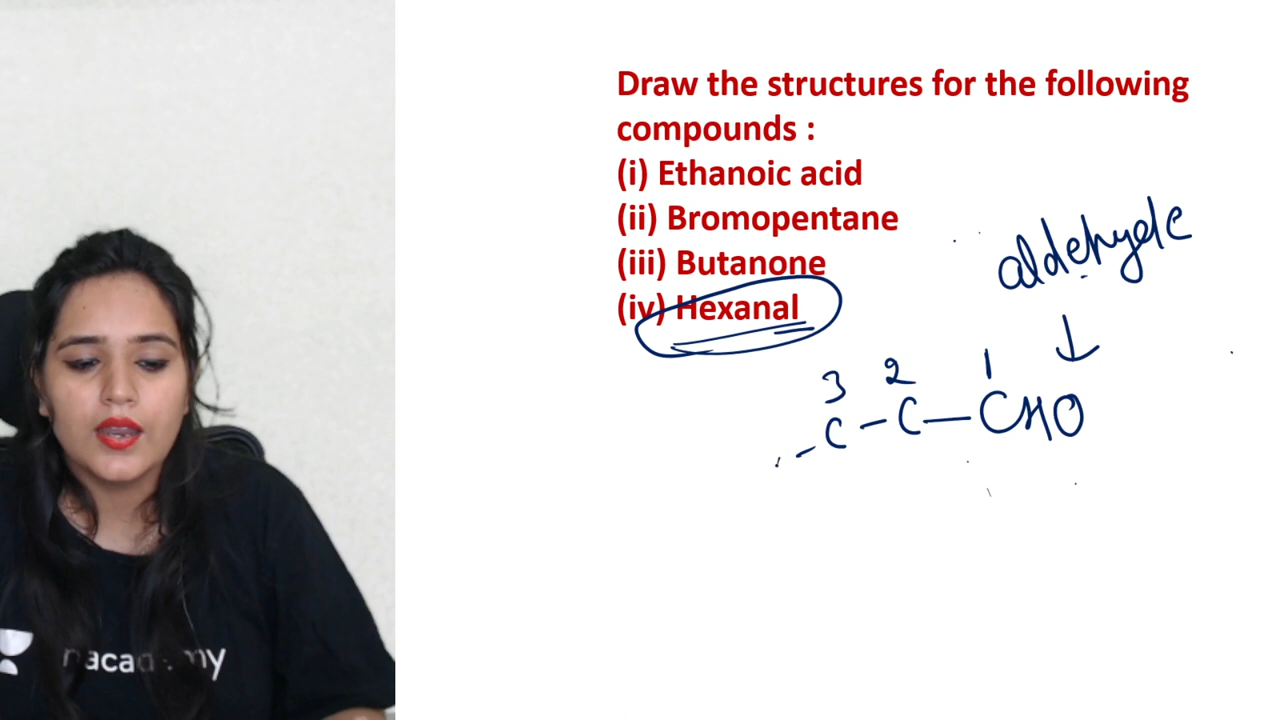 Draw the structures for the following
compounds :
(i) Ethanoic acid
(ii) Bromopentane
(iii) Butanone
(iv) Hexanal
aldehyde
3 2 1
- C - C — CHO